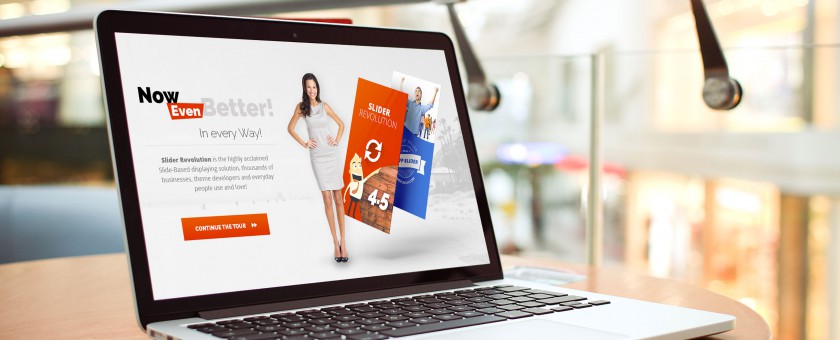 Now
Even Better!
In every Way!
Slider Revolution is the highly acclaimed
Slide-Based displaying solution, thousands of
businesses, theme developers and everyday
people use and love!
CONTINUE THE TOUR
SLIDER
REVOLUTION
4.5
SLIDER